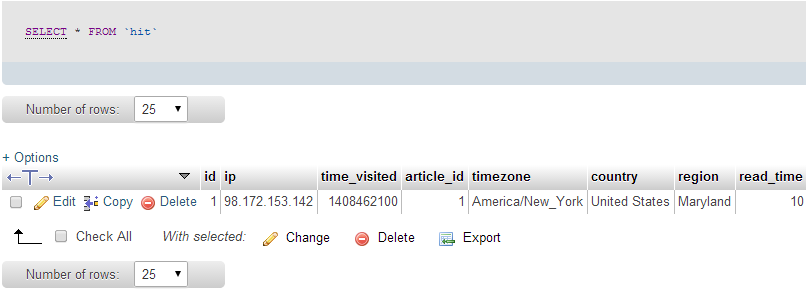 SELECT * FROM `hit`
Number of rows: 25
+ Options
id ip time_visited article_id timezone country region read_time
Edit Copy Delete 1 98.172.153.142 1408462100 1 America/New_York United States Maryland 10
Check All With selected: Change Delete Export
Number of rows: 25